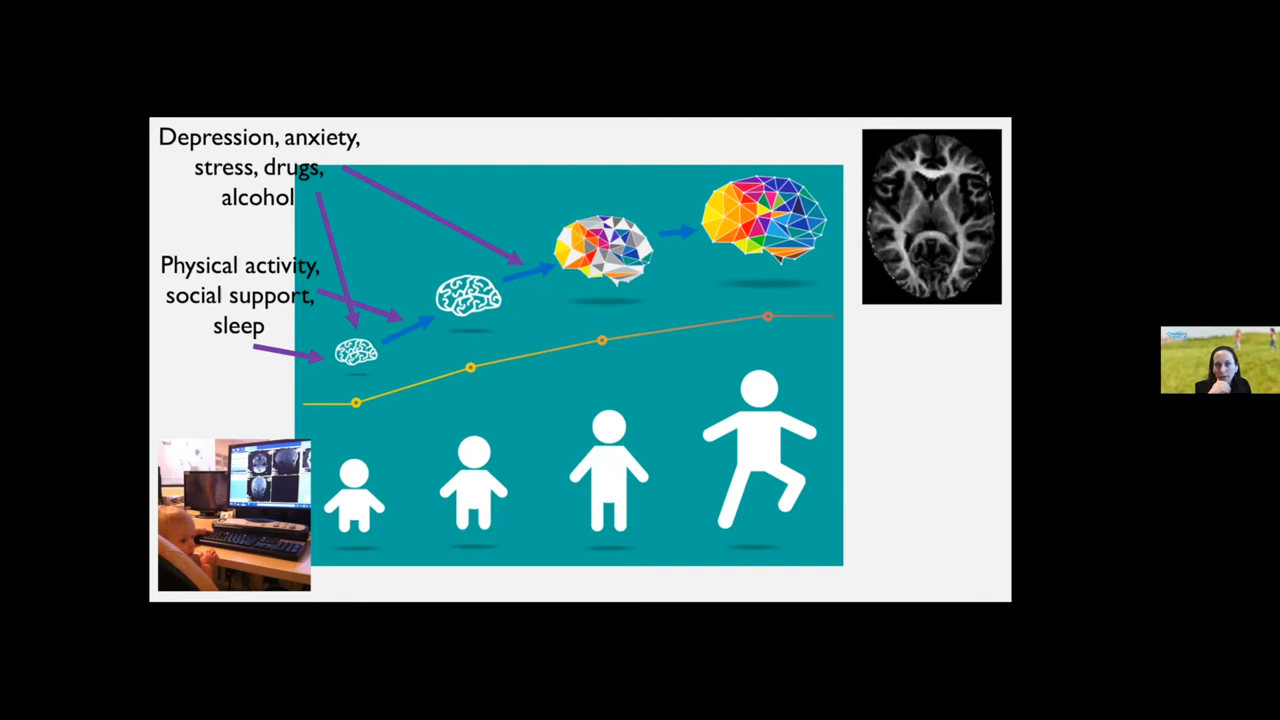 Depression, anxiety,
stress, drugs,
alcohol
Physical activity,
social support,
sleep